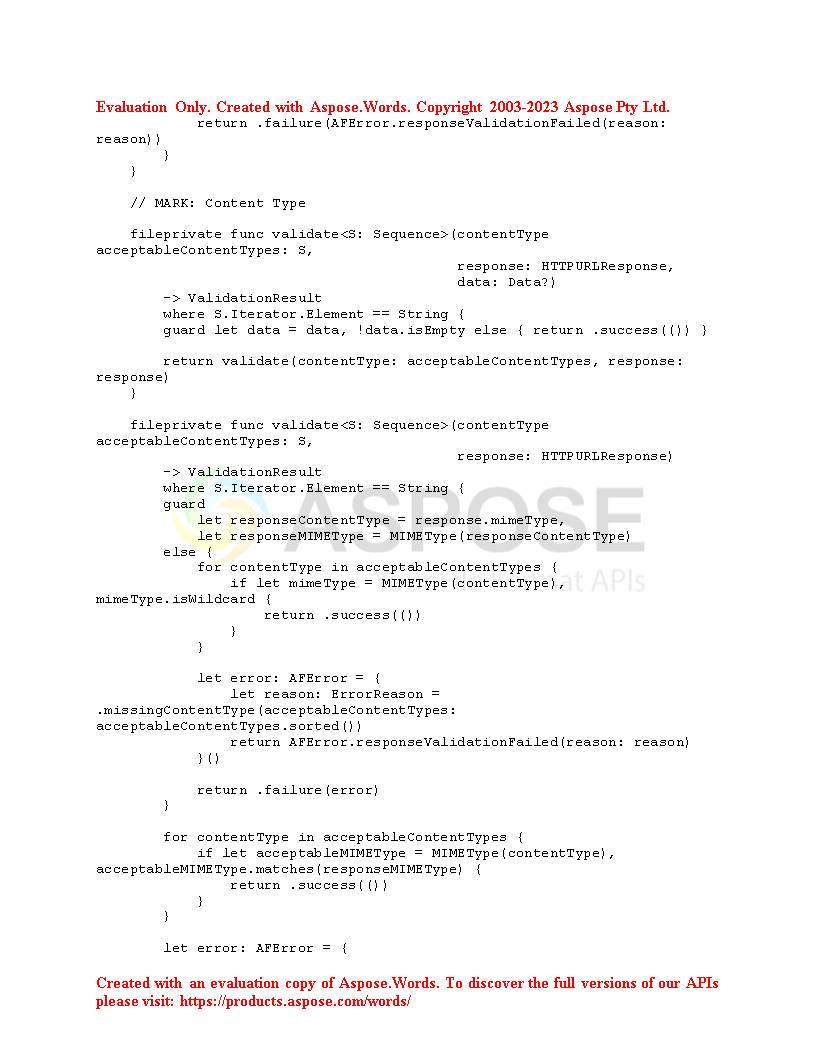 Evaluation Only. Created with Aspose.Words. Copyright 2003-2023 Aspose Pty Ltd.
            return .failure(AFError.responseValidationFailed(reason:
reason))
        }
    }

    // MARK: Content Type

    fileprivate func validate<S: Sequence>(contentType
acceptableContentTypes: S,
                                           response: HTTPURLResponse,
                                           data: Data?)
        -> ValidationResult
        where S.Iterator.Element == String {
        guard let data = data, !data.isEmpty else { return .success(()) }

        return validate(contentType: acceptableContentTypes, response:
response)
    }

    fileprivate func validate<S: Sequence>(contentType
acceptableContentTypes: S,
                                           response: HTTPURLResponse)
        -> ValidationResult
        where S.Iterator.Element == String {
        guard
            let responseContentType = response.mimeType,
            let responseMIMEType = MIMEType(responseContentType)
        else {
            for contentType in acceptableContentTypes {
                if let mimeType = MIMEType(contentType),
mimeType.isWildcard {
                    return .success(())
                }
            }

            let error: AFError = {
                let reason: ErrorReason =
.missingContentType(acceptableContentTypes:
acceptableContentTypes.sorted())
                return AFError.responseValidationFailed(reason: reason)
            }()

            return .failure(error)
        }

        for contentType in acceptableContentTypes {
            if let acceptableMIMEType = MIMEType(contentType),
acceptableMIMEType.matches(responseMIMEType) {
                return .success(())
            }
        }

        let error: AFError = {
ASPOSE
APIs
Created with an evaluation copy of Aspose.Words. To discover the full versions of our APIs
please visit: https://products.aspose.com/words/